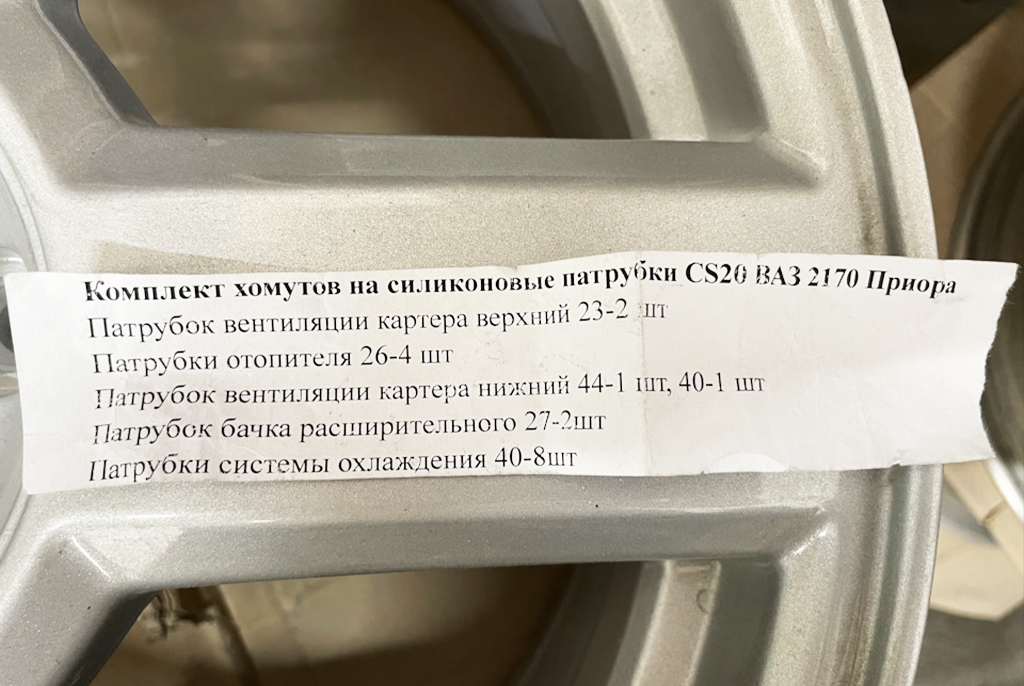 Комплект хомутов на силиконовые патрубки CS20 ВАЗ 2170 Приора
Патрубок вентиляции картера верхний 23-2 шт
Патрубки отопителя 26-4 шт
Патрубок вентиляции картера нижний 44-1 шт, 40-1 шт
Патрубок бачка расширительного 27-2шт
Патрубки системы охлаждения 40-8шт